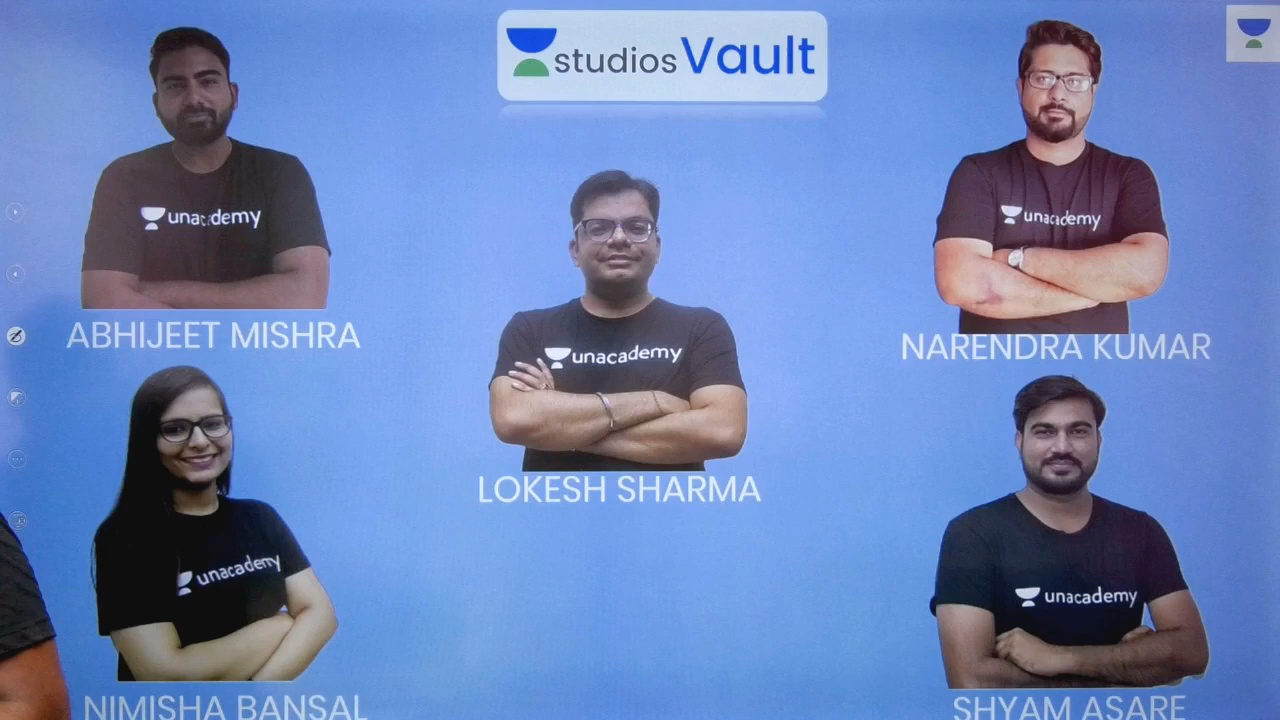 studios Vault
unacademy
ABHIJEET MISHRA
unacademy
NARENDRA KUMAR
unacademy
LOKESH SHARMA
unacademy
NIMISHA BANSAL
unacademy
SHYAM ASARE